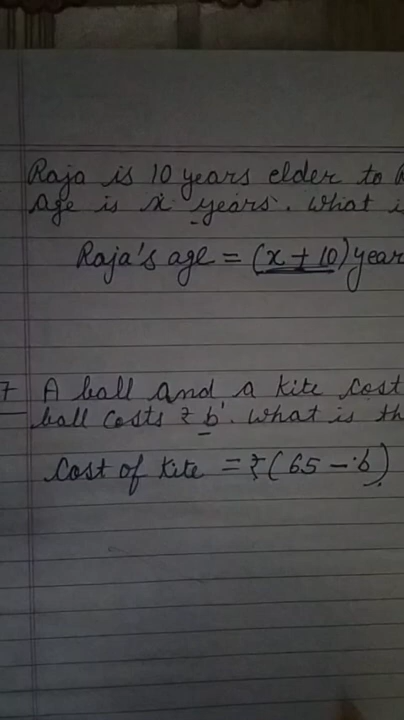 Raja is 10 years elder to
Age is x years. What i
Raja's age = (x + 10) year
7 A ball and a kite cost
ball costs ₹ b'. What is th
Cost of kite = ₹(65 - b)